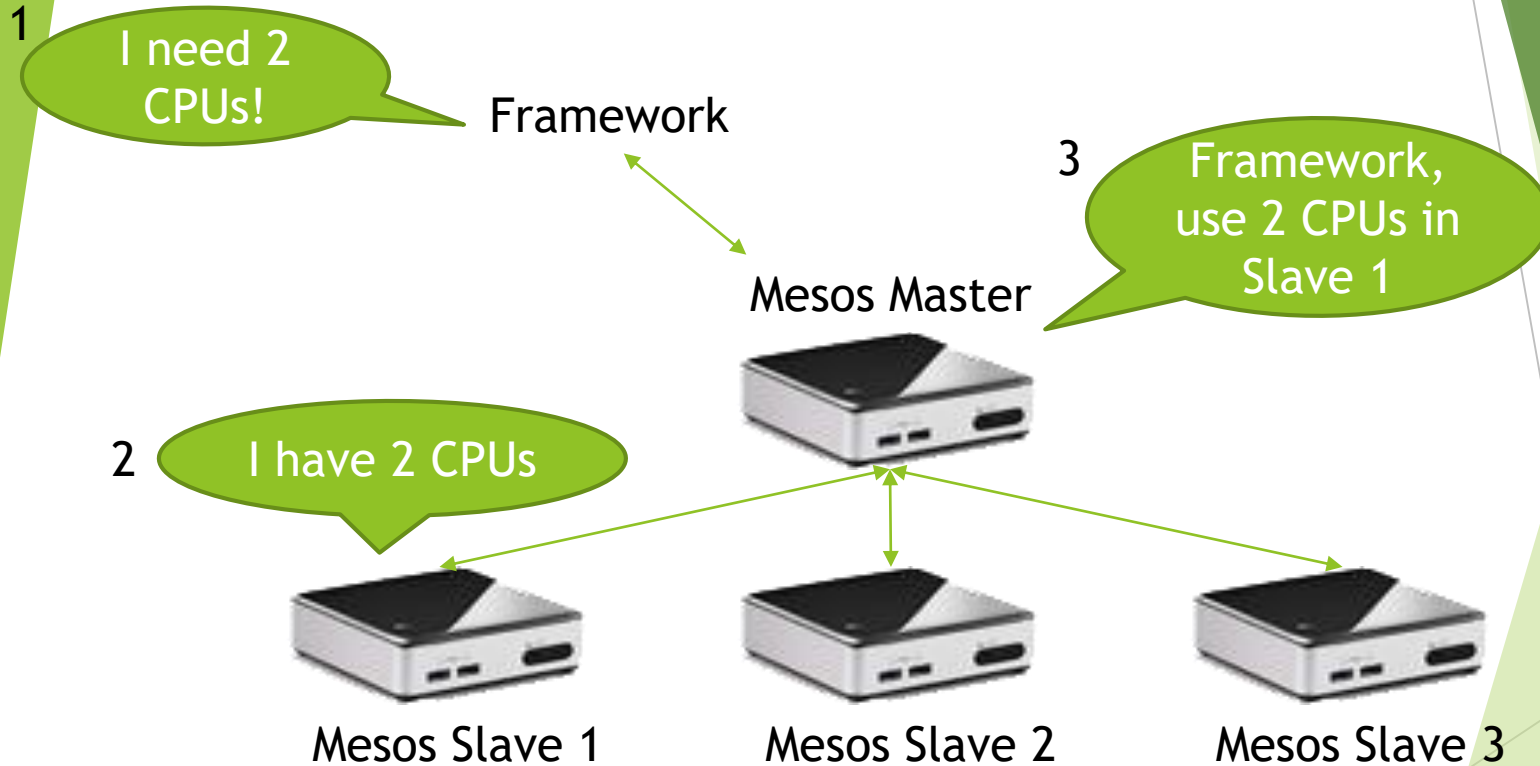 1
I need 2
CPUs!
Framework
3
Framework,
use 2 CPUs in
Slave 1
Mesos Master
2
I have 2 CPUs
Mesos Slave 1
Mesos Slave 2
Mesos Slave 3